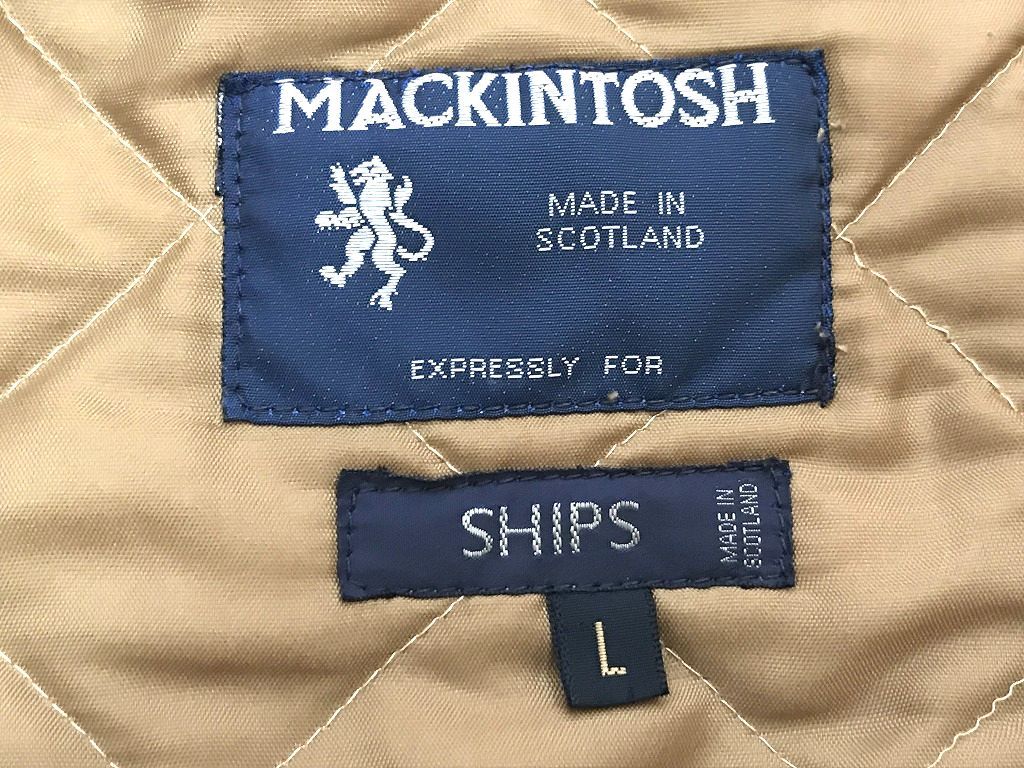 MACKINTOSH
MADE IN
SCOTLAND
EXPRESSLY FOR
SHIPS
MADE IN
SCOTLAND
L